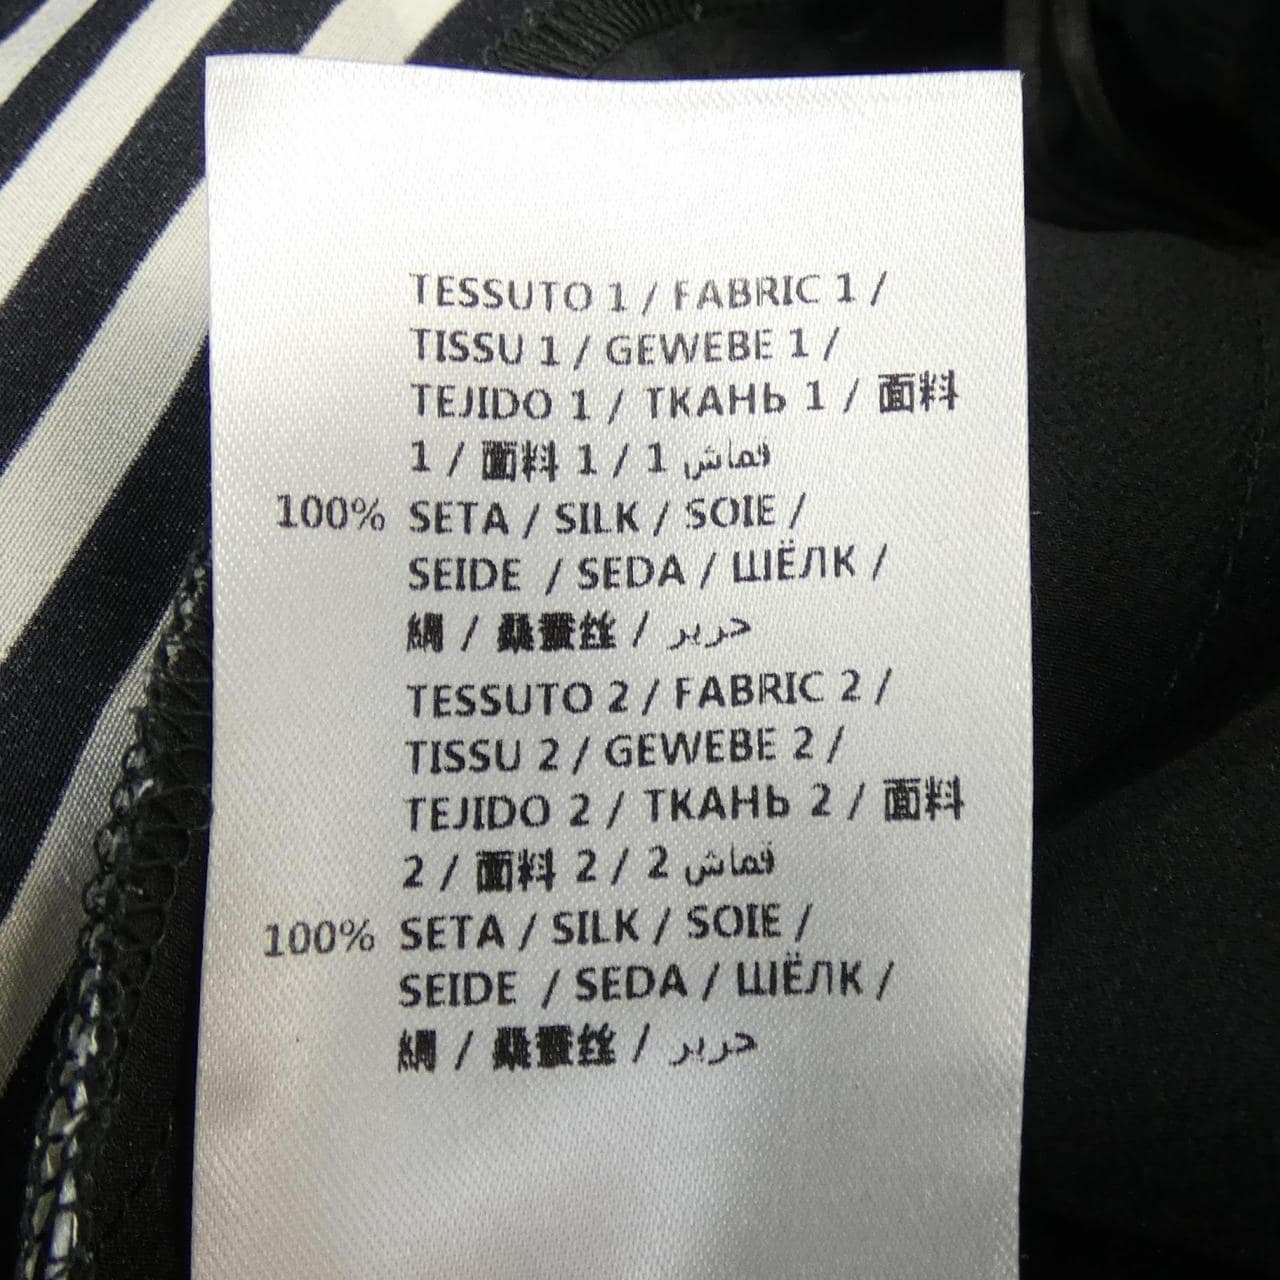 TESSUTO 1 / FABRIC 1 /
TISSU 1 / GEWEBE 1 /
TEJIDO 1 / ТКАНЬ 1 / 面料
1 / 面料 1 / 1 قماش
100% SETA / SILK / SOIE /
SEIDE / SEDA / ШЁЛК /
絹 / 桑蠶丝 / حرير
TESSUTO 2 / FABRIC 2 /
TISSU 2 / GEWEBE 2 /
TEJIDO 2 / ТКАНЬ 2 / 面料
2 / 面料 2 / 2 قماش
100% SETA / SILK / SOIE /
SEIDE / SEDA / ШЁЛК /
絹 / 桑蠶丝 / حرير